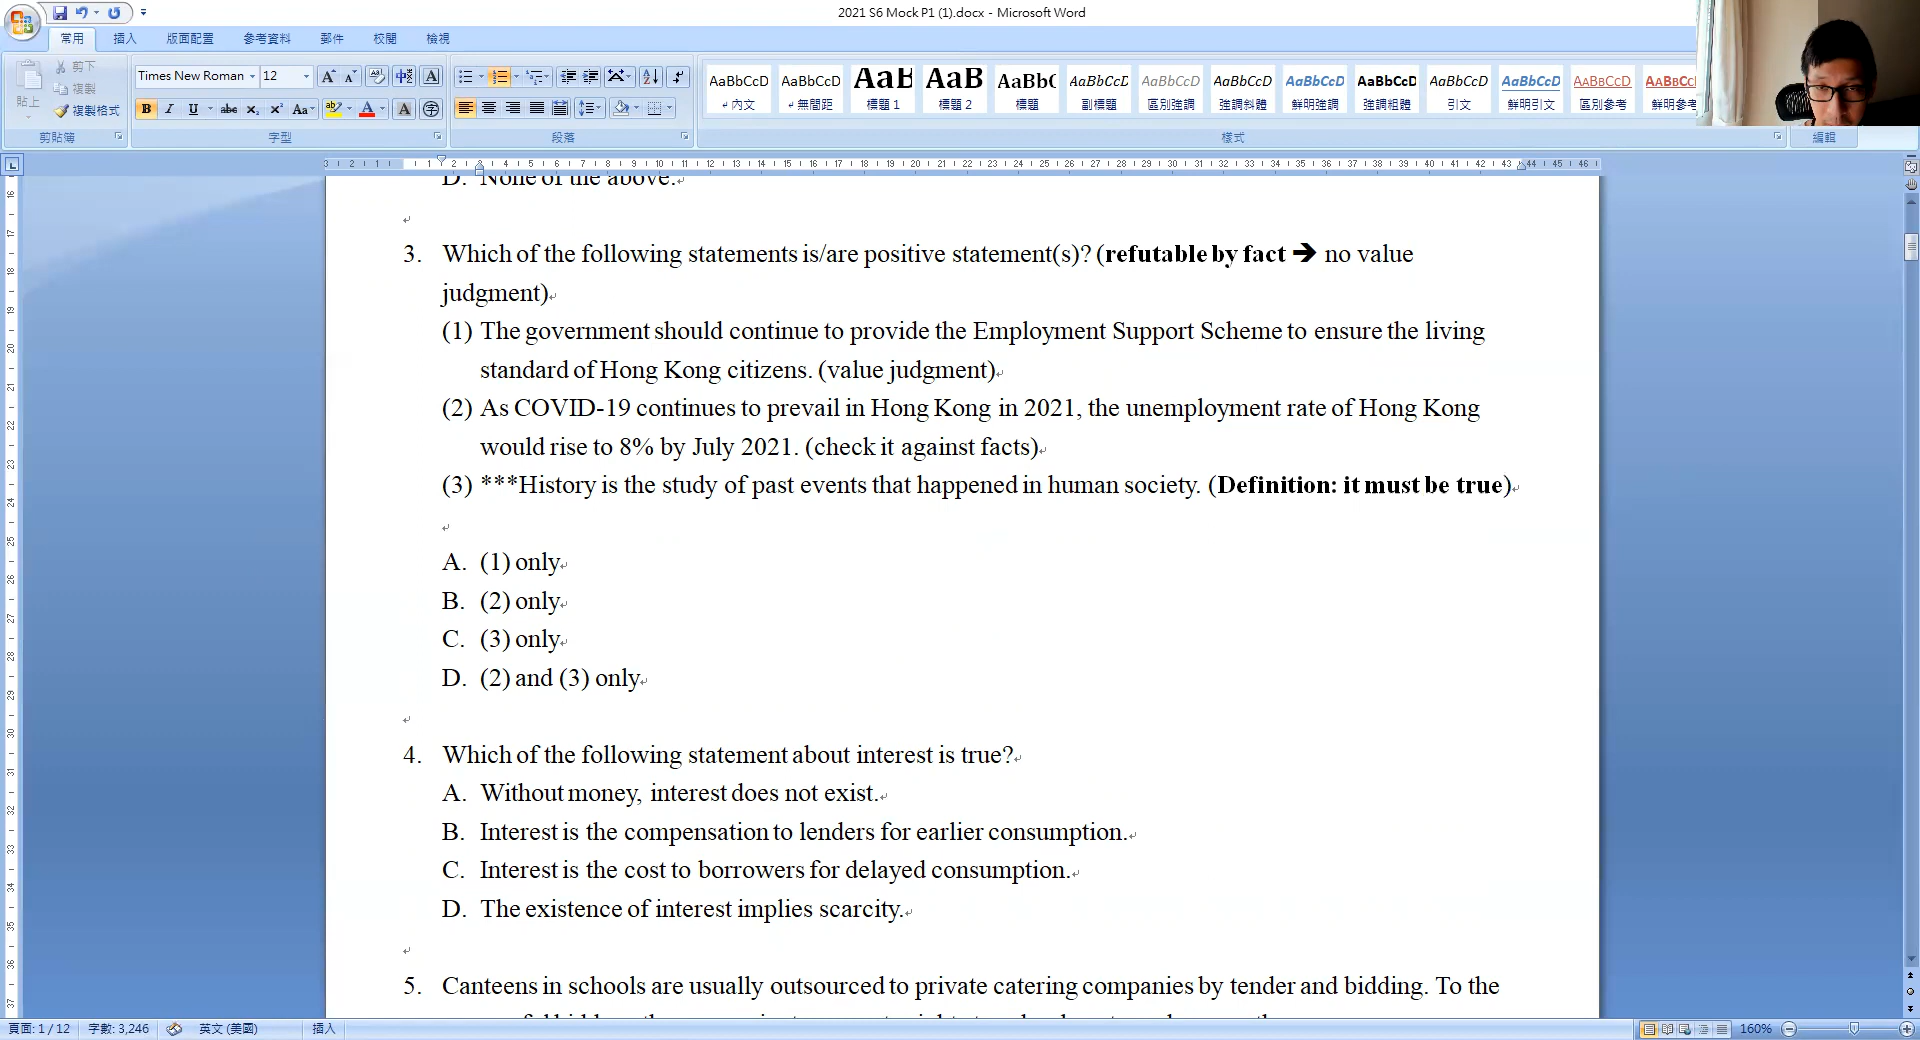 2021 S6 Mock P1 (1).docx - Microsoft Word
常用 插入 版面配置 參考資料 郵件 校閱 檢視
剪下
複製
貼上
複製格式
Times New Roman 12
剪貼簿 字型 段落 樣式 編輯
AaBbCcD AaBbCcD AaB AaB AaBb( AaBbCcD AaBbCcD AaBbCcD AaBbCcD AaBbCcD AaBbCcD AaBbCcD AaBbCcD AaBbCc
內文 無間距 標題 1 標題 2 標題 副標題 區別強調 強調斜體 鮮明強調 強調粗體 引文 鮮明引文 區別參考 鮮明參考
D. None of the above.
3. Which of the following statements is/are positive statement(s)? (refutable by fact ➔ no value
judgment)
(1) The government should continue to provide the Employment Support Scheme to ensure the living
standard of Hong Kong citizens. (value judgment)
(2) As COVID-19 continues to prevail in Hong Kong in 2021, the unemployment rate of Hong Kong
would rise to 8% by July 2021. (check it against facts)
(3) ***History is the study of past events that happened in human society. (Definition: it must be true)
A. (1) only
B. (2) only
C. (3) only
D. (2) and (3) only
4. Which of the following statement about interest is true?
A. Without money, interest does not exist.
B. Interest is the compensation to lenders for earlier consumption.
C. Interest is the cost to borrowers for delayed consumption.
D. The existence of interest implies scarcity.
5. Canteens in schools are usually outsourced to private catering companies by tender and bidding. To the
頁面: 1 / 12 字數: 3,246 英文 (美國) 插入 160%